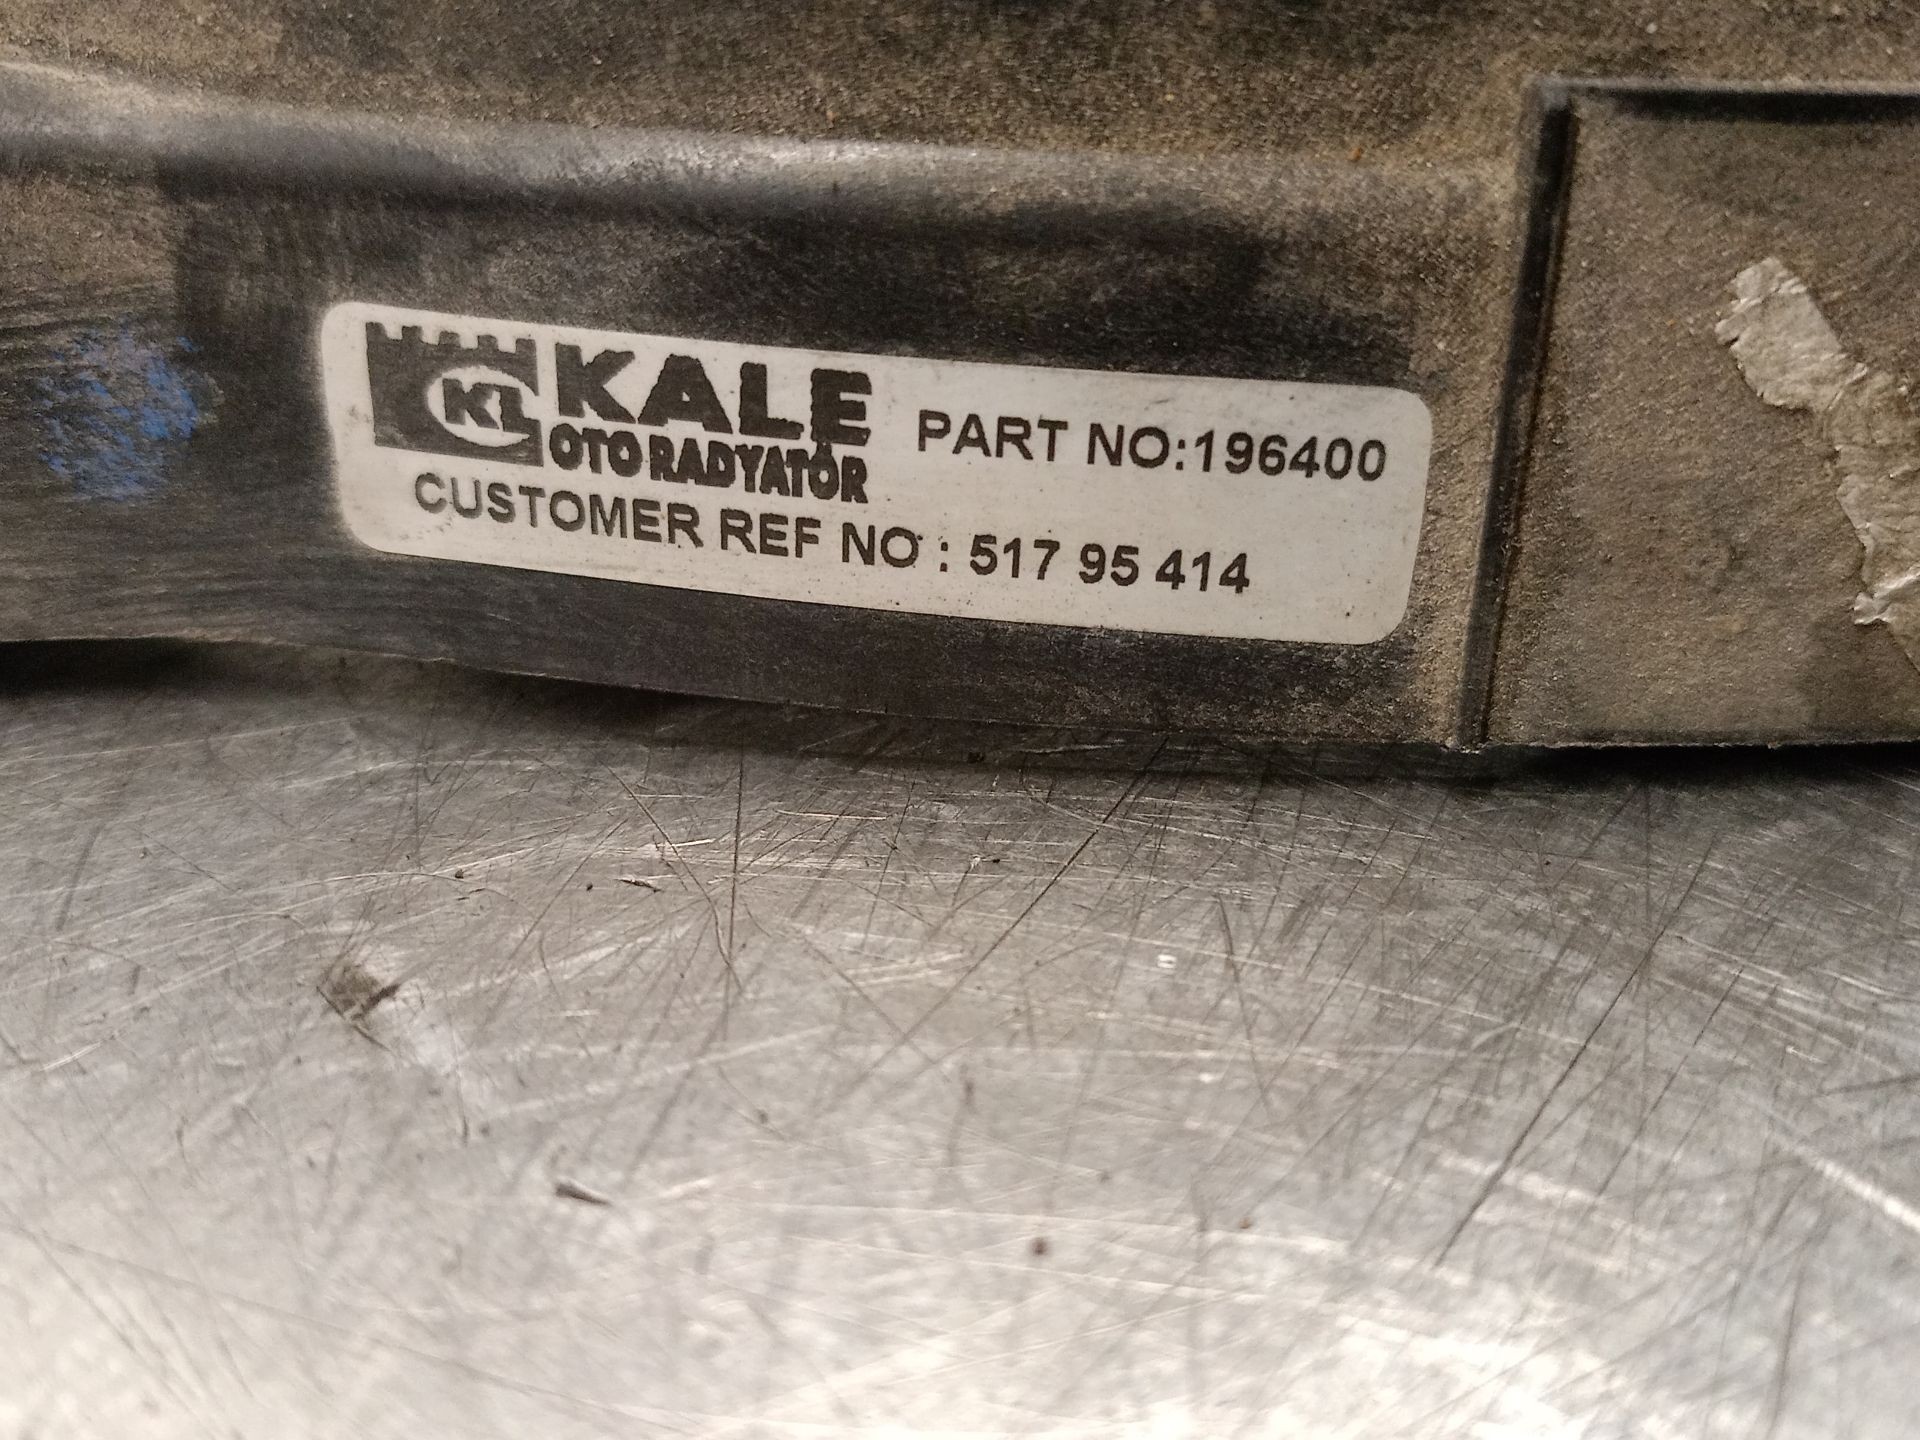 KL KALE
OTO RADYATÖR
PART NO:196400
CUSTOMER REF NO : 517 95 414